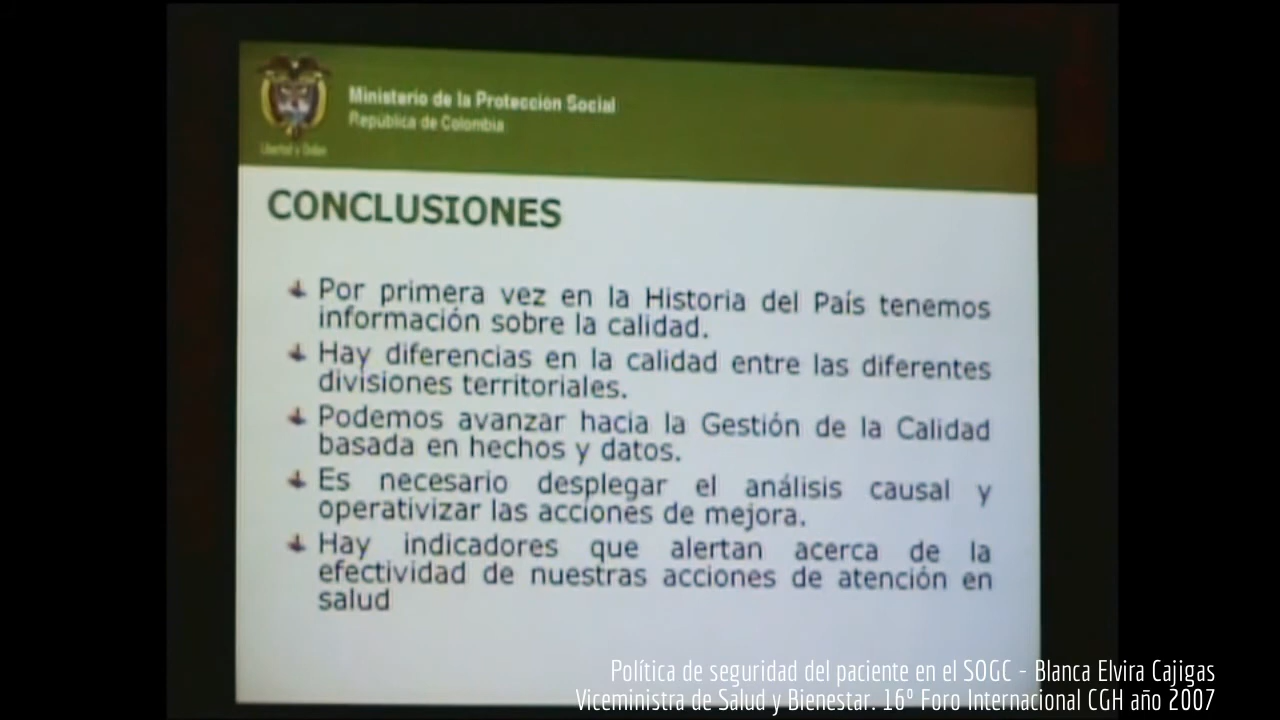 Ministerio de la Protección Social
República de Colombia
Libertad y Orden
CONCLUSIONES
Por primera vez en la Historia del País tenemos
información sobre la calidad.
Hay diferencias en la calidad entre las diferentes
divisiones territoriales.
Podemos avanzar hacia la Gestión de la Calidad
basada en hechos y datos.
Es necesario desplegar el análisis causal y
operativizar las acciones de mejora.
Hay indicadores que alertan acerca de la
efectividad de nuestras acciones de atención en
salud
Política de seguridad del paciente en el SOGC - Blanca Elvira Cajigas
Viceministra de Salud y Bienestar. 16º Foro Internacional CGH año 2007